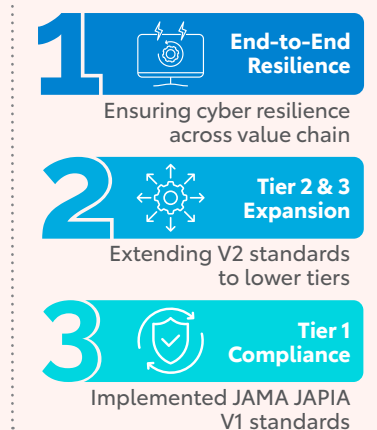 1
End-to-End
Resilience
Ensuring cyber resilience
across value chain
2
Tier 2 & 3
Expansion
Extending V2 standards
to lower tiers
3
Tier 1
Compliance
Implemented JAMA JAPIA
V1 standards